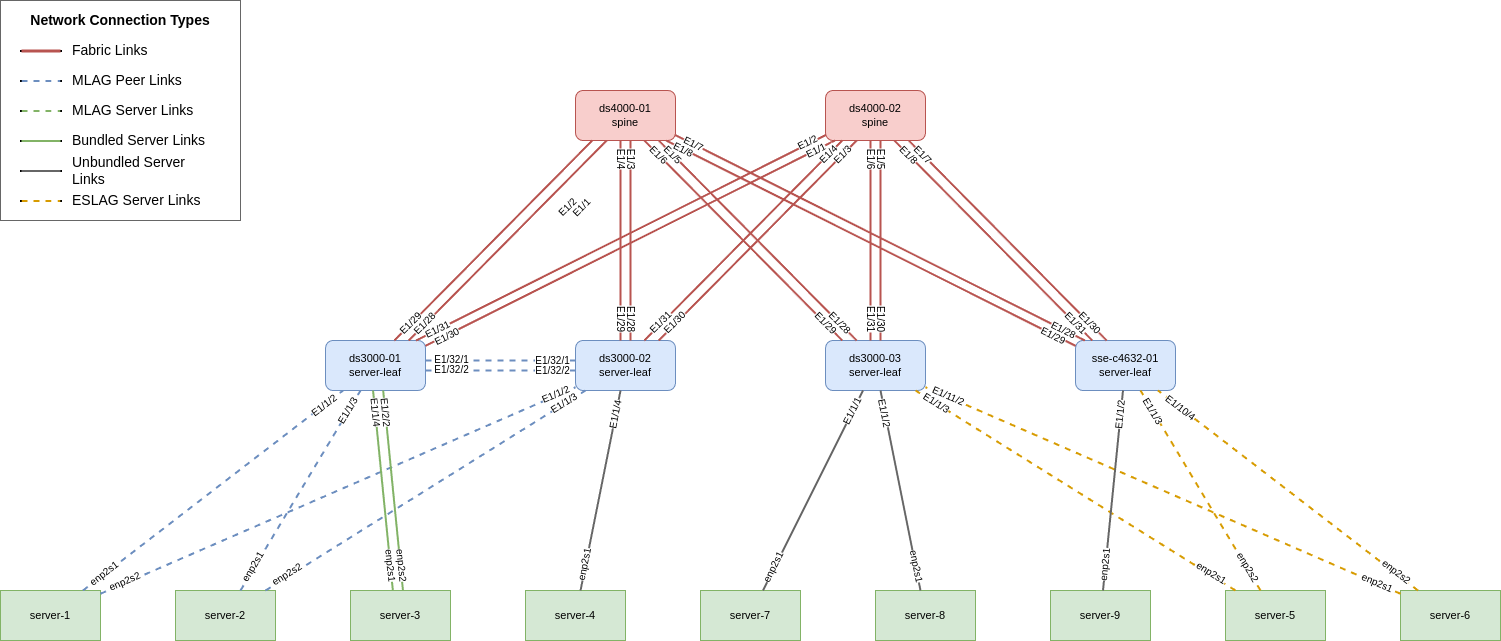 Network Connection Types
Fabric Links
MLAG Peer Links
MLAG Server Links
Bundled Server Links
Unbundled Server
Links
ESLAG Server Links
ds4000-01
spine
ds4000-02
spine
E1/4
E1/3
E1/6
E1/5
E1/8
E1/7
E1/2
E1/1
E1/4
E1/3
E1/6
E1/5
E1/8
E1/7
E1/2
E1/1
E1/29
E1/28
E1/31
E1/30
E1/29
E1/28
E1/31
E1/30
E1/29
E1/28
E1/31
E1/30
E1/29
E1/28
E1/31
E1/30
ds3000-01
server-leaf
E1/32/1
E1/32/2
E1/32/1
E1/32/2
ds3000-02
server-leaf
ds3000-03
server-leaf
sse-c4632-01
server-leaf
E1/1/2
E1/1/3
E1/1/4
E1/2/2
E1/1/2
E1/1/3
E1/1/4
E1/1/1
E1/1/2
E1/1/3
E1/11/2
E1/1/2
E1/1/3
E1/10/4
enp2s1
enp2s2
enp2s1
enp2s2
enp2s1
enp2s2
enp2s1
enp2s1
enp2s1
enp2s1
enp2s1
enp2s2
enp2s1
enp2s2
server-1
server-2
server-3
server-4
server-7
server-8
server-9
server-5
server-6